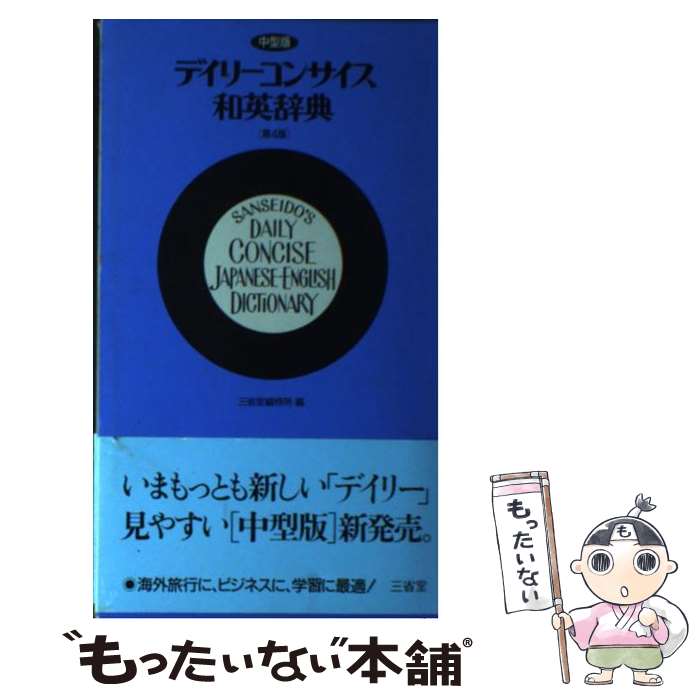 中型版
デイリーコンサイス
和英辞典
[第4版]
SANSEIDO'S
DAILY
CONCISE
JAPANESE-ENGLISH
DICTIONARY
三省堂編修所 編
いまもっとも新しい「デイリー」
見やすい[中型版]新発売。
●海外旅行に、ビジネスに、学習に最適! 三省堂
もったいない
も
"もったいない"本舗